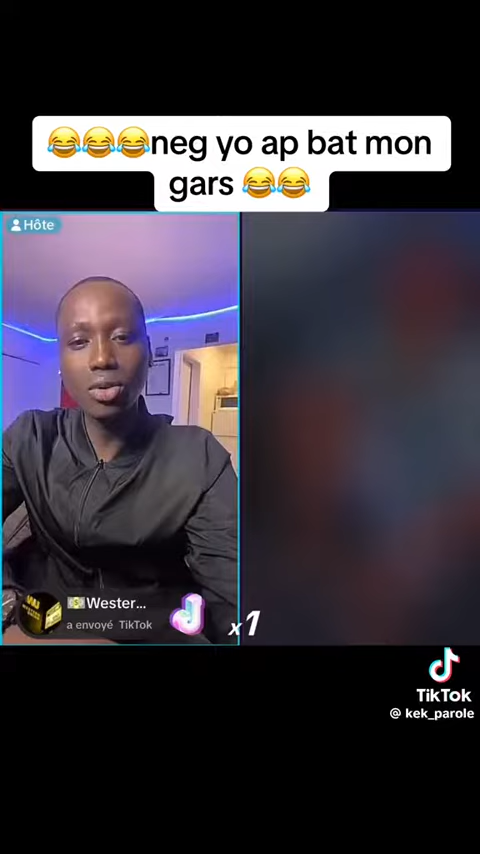 😂😂😂neg yo ap bat mon
gars 😂😂
Hôte
💵Wester...
a envoyé TikTok
x1
TikTok
@ kek_parole